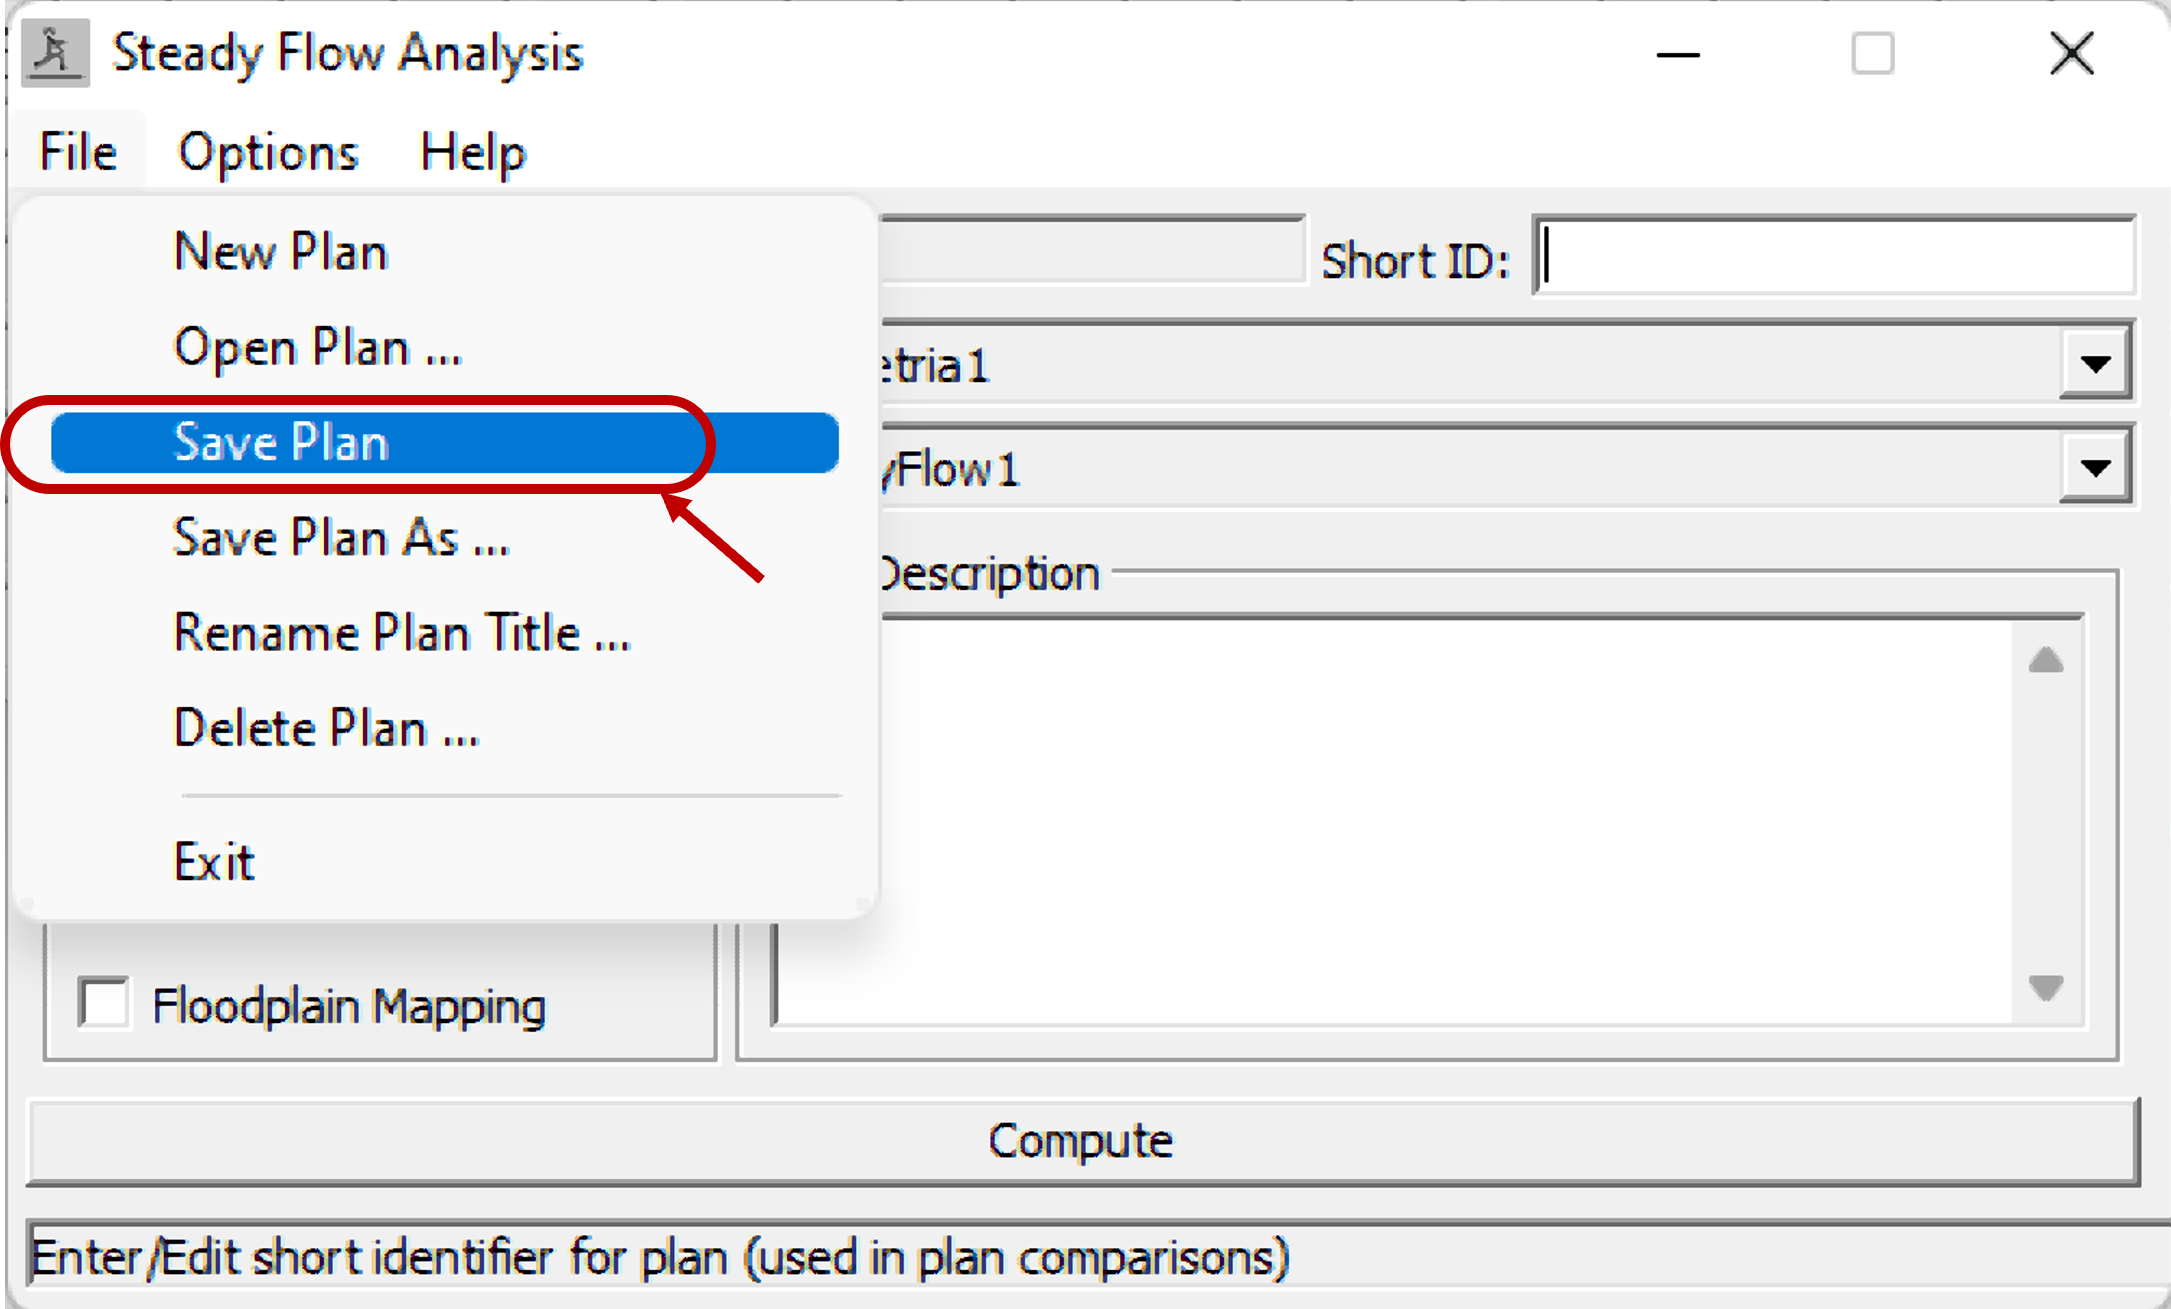 Steady Flow Analysis
File Options Help
New Plan
Open Plan ...
Save Plan
Save Plan As ...
Rename Plan Title ...
Delete Plan ...
Exit
Short ID:
etria1
yFlow1
Description
Floodplain Mapping
Compute
Enter/Edit short identifier for plan (used in plan comparisons)